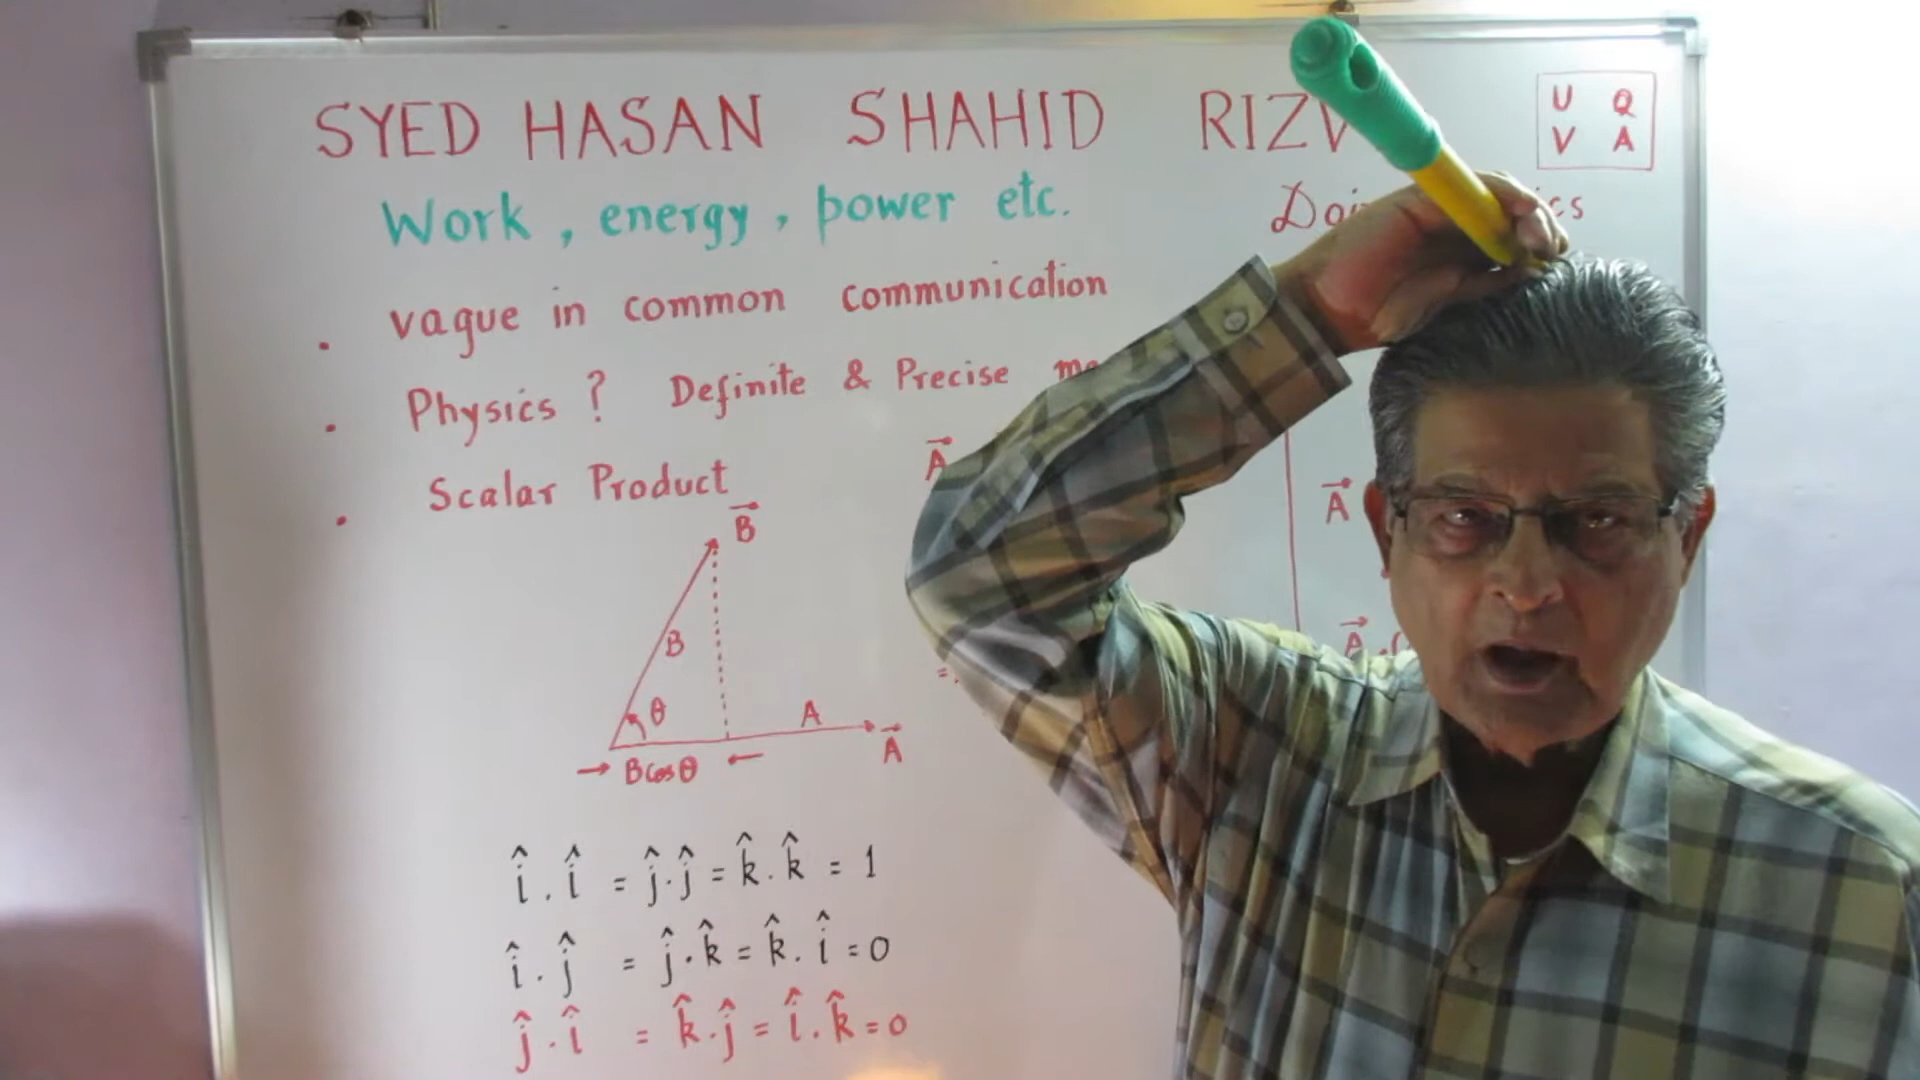 SYED HASAN SHAHID RIZV
U Q
V A
Work, energy, power etc.
. vague in common communication
. Physics ? Definite & Precise
. Scalar Product
B⃗
A⃗
A⃗
B
θ
A
A⃗
→ Bcosθ ←
A⃗ .(
î . î = ĵ . ĵ = k̂ . k̂ = 1
î . ĵ = ĵ . k̂ = k̂ . î = 0
ĵ . î = k̂ . ĵ = î . k̂ = 0